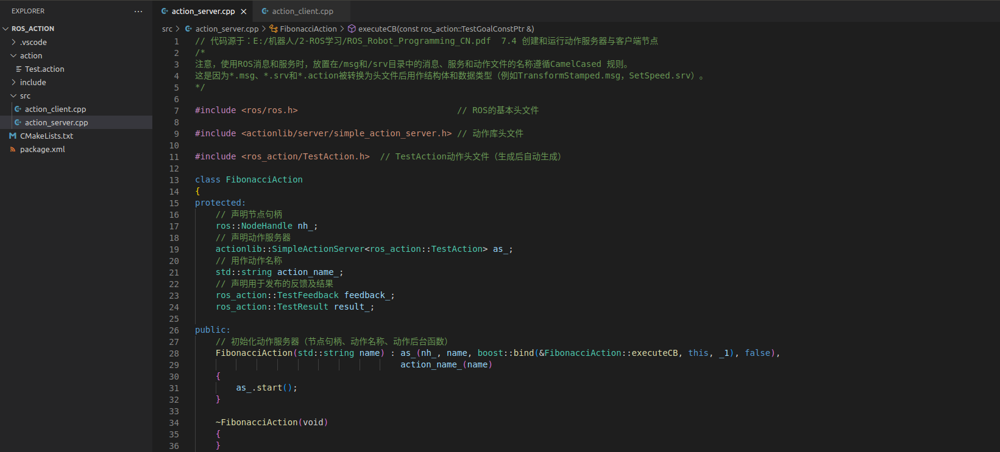 EXPLORER
···
action_server.cpp ×
action_client.cpp
ROS_ACTION
.vscode
action
Test.action
include
src
action_client.cpp
action_server.cpp
CMakeLists.txt
package.xml
src > action_server.cpp > FibonacciAction > executeCB(const ros_action::TestGoalConstPtr &)
1 // 代码源于：E:/机器人/2-ROS学习/ROS_Robot_Programming_CN.pdf  7.4 创建和运行动作服务器与客户端节点
2 /*
3 注意，使用ROS消息和服务时，放置在/msg和/srv目录中的消息、服务和动作文件的名称遵循CamelCased 规则。
4 这是因为*.msg、*.srv和*.action被转换为头文件后用作结构体和数据类型（例如TransformStamped.msg，SetSpeed.srv）。
5 */
6
7 #include <ros/ros.h>                               // ROS的基本头文件
8
9 #include <actionlib/server/simple_action_server.h> // 动作库头文件
10
11 #include <ros_action/TestAction.h>  // TestAction动作头文件（生成后自动生成）
12
13 class FibonacciAction
14 {
15 protected:
16     // 声明节点句柄
17     ros::NodeHandle nh_;
18     // 声明动作服务器
19     actionlib::SimpleActionServer<ros_action::TestAction> as_;
20     // 用作动作名称
21     std::string action_name_;
22     // 声明用于发布的反馈及结果
23     ros_action::TestFeedback feedback_;
24     ros_action::TestResult result_;
25
26 public:
27     // 初始化动作服务器（节点句柄、动作名称、动作后台函数）
28     FibonacciAction(std::string name) : as_(nh_, name, boost::bind(&FibonacciAction::executeCB, this, _1), false),
29                                         action_name_(name)
30     {
31         as_.start();
32     }
33
34     ~FibonacciAction(void)
35     {
36     }